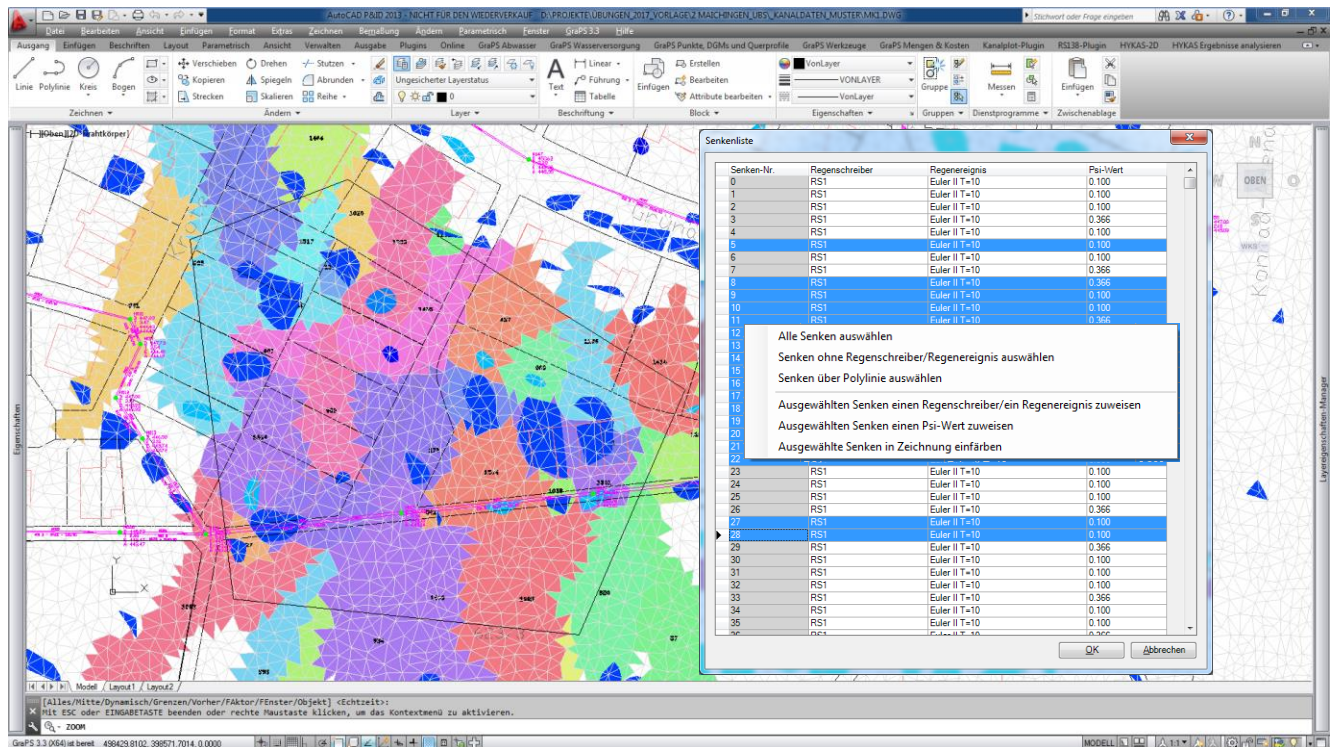 AutoCAD P&ID 2013 - NICHT FÜR DEN WIEDERVERKAUF D:\PROJEKTE\ÜBUNGEN_2017_VORLAGE\2 MAICHINGEN_UBS\_KANALDATEN_MUSTER\MK1.DWG
Stichwort oder Frage eingeben
Datei Bearbeiten Ansicht Einfügen Format Extras Zeichnen Bemaßung Ändern Parametrisch Fenster GraPS 3.3 Hilfe
Ausgang Einfügen Beschriften Layout Parametrisch Ansicht Verwalten Ausgabe Plugins Online GraPS Abwasser GraPS Wasserversorgung GraPS Punkte, DGMs und Querprofile GraPS Werkzeuge GraPS Mengen & Kosten Kanalplot-Plugin RS138-Plugin HYKAS-2D HYKAS Ergebnisse analysieren
Linie Polylinie Kreis Bogen
Verschieben Drehen Stutzen
Kopieren Spiegeln Abrunden
Strecken Skalieren Reihe
Ungesicherter Layerstatus
0
Text
Linear
Führung
Tabelle
Einfügen
Erstellen
Bearbeiten
Attribute bearbeiten
VonLayer
VONLAYER
VonLayer
Gruppe
Messen
Einfügen
Zeichnen Ändern Layer Beschriftung Block Eigenschaften Gruppen Dienstprogramme Zwischenablage
[-][Oben][2D-Drahtkörper]
OBEN
WKS
Eigenschaften
Layereigenschaften-Manager
Senkenliste
Senken-Nr. Regenschreiber Regenereignis Psi-Wert
0 RS1 Euler II T=10 0.100
1 RS1 Euler II T=10 0.100
2 RS1 Euler II T=10 0.100
3 RS1 Euler II T=10 0.366
4 RS1 Euler II T=10 0.100
5 RS1 Euler II T=10 0.100
6 RS1 Euler II T=10 0.100
7 RS1 Euler II T=10 0.366
8 RS1 Euler II T=10 0.366
9 RS1 Euler II T=10 0.100
10 RS1 Euler II T=10 0.100
11 RS1 Euler II T=10 0.366
12
13
14
15
16
17
18
19
20
21
22
Alle Senken auswählen
Senken ohne Regenschreiber/Regenereignis auswählen
Senken über Polylinie auswählen
Ausgewählten Senken einen Regenschreiber/ein Regenereignis zuweisen
Ausgewählten Senken einen Psi-Wert zuweisen
Ausgewählte Senken in Zeichnung einfärben
23 RS1 Euler II T=10 0.100
24 RS1 Euler II T=10 0.100
25 RS1 Euler II T=10 0.100
26 RS1 Euler II T=10 0.366
27 RS1 Euler II T=10 0.100
28 RS1 Euler II T=10 0.100
29 RS1 Euler II T=10 0.366
30 RS1 Euler II T=10 0.100
31 RS1 Euler II T=10 0.100
32 RS1 Euler II T=10 0.100
33 RS1 Euler II T=10 0.366
34 RS1 Euler II T=10 0.100
35 RS1 Euler II T=10 0.100
OK Abbrechen
Y
X
Modell Layout1 Layout2
[Alles/Mitte/Dynamisch/Grenzen/Vorher/FAktor/FEnster/Objekt] <Echtzeit>:
Mit ESC oder EINGABETASTE beenden oder rechte Maustaste klicken, um das Kontextmenü zu aktivieren.
ZOOM
GraPS 3.3 (X64) ist bereit 498429.8102, 398571.7014, 0.0000
MODELL
1:1